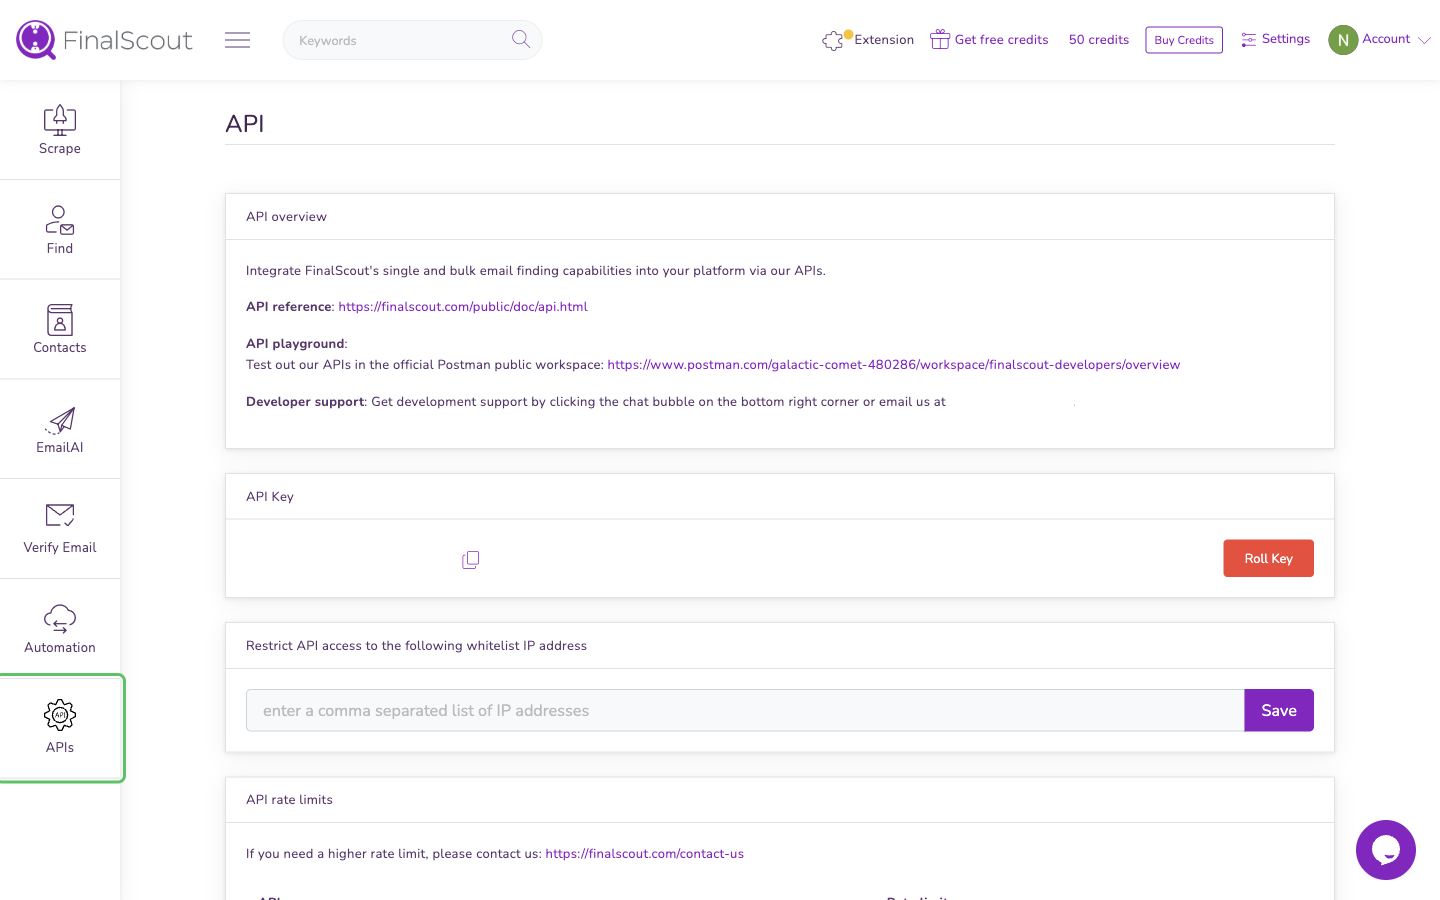 FinalScout
Keywords
Extension
Get free credits
50 credits
Buy Credits
Settings
N
Account
Scrape
Find
Contacts
EmailAI
Verify Email
Automation
API
APIs
API
API overview
Integrate FinalScout's single and bulk email finding capabilities into your platform via our APIs.
API reference: https://finalscout.com/public/doc/api.html
API playground:
Test out our APIs in the official Postman public workspace: https://www.postman.com/galactic-comet-480286/workspace/finalscout-developers/overview
Developer support: Get development support by clicking the chat bubble on the bottom right corner or email us at .
API Key
Roll Key
Restrict API access to the following whitelist IP address
enter a comma separated list of IP addresses
Save
API rate limits
If you need a higher rate limit, please contact us: https://finalscout.com/contact-us